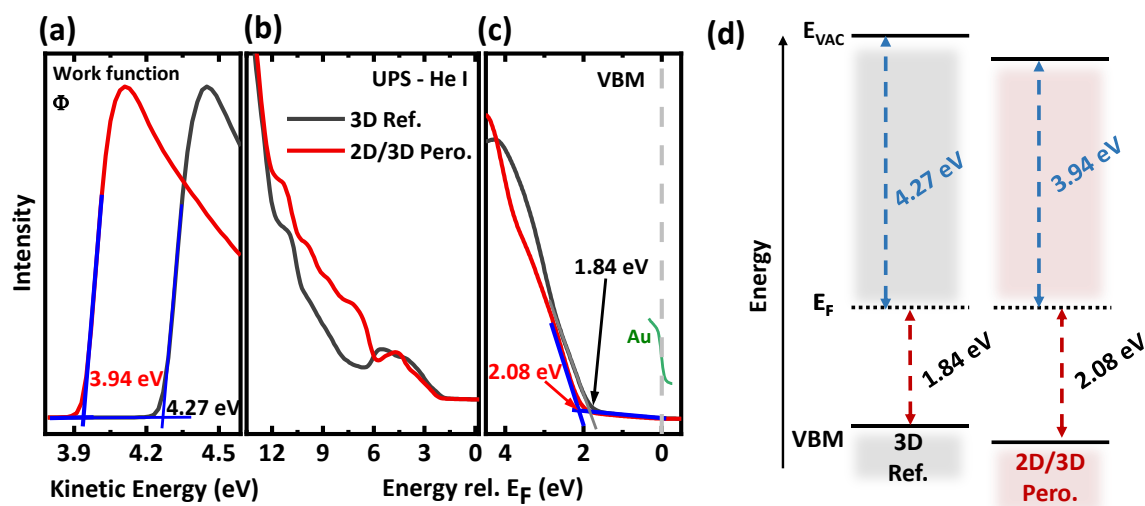 (a)
(b)
(c)
(d)
Work function
Φ
UPS - He I
VBM
3D Ref.
2D/3D Pero.
1.84 eV
Au
2.08 eV
3.94 eV
4.27 eV
Intensity
3.9
4.2
4.5
12
9
6
3
0
4
2
0
Kinetic Energy (eV)
Energy rel. EF (eV)
EVAC
4.27 eV
3.94 eV
Energy
EF
1.84 eV
2.08 eV
VBM
3D
Ref.
2D/3D
Pero.